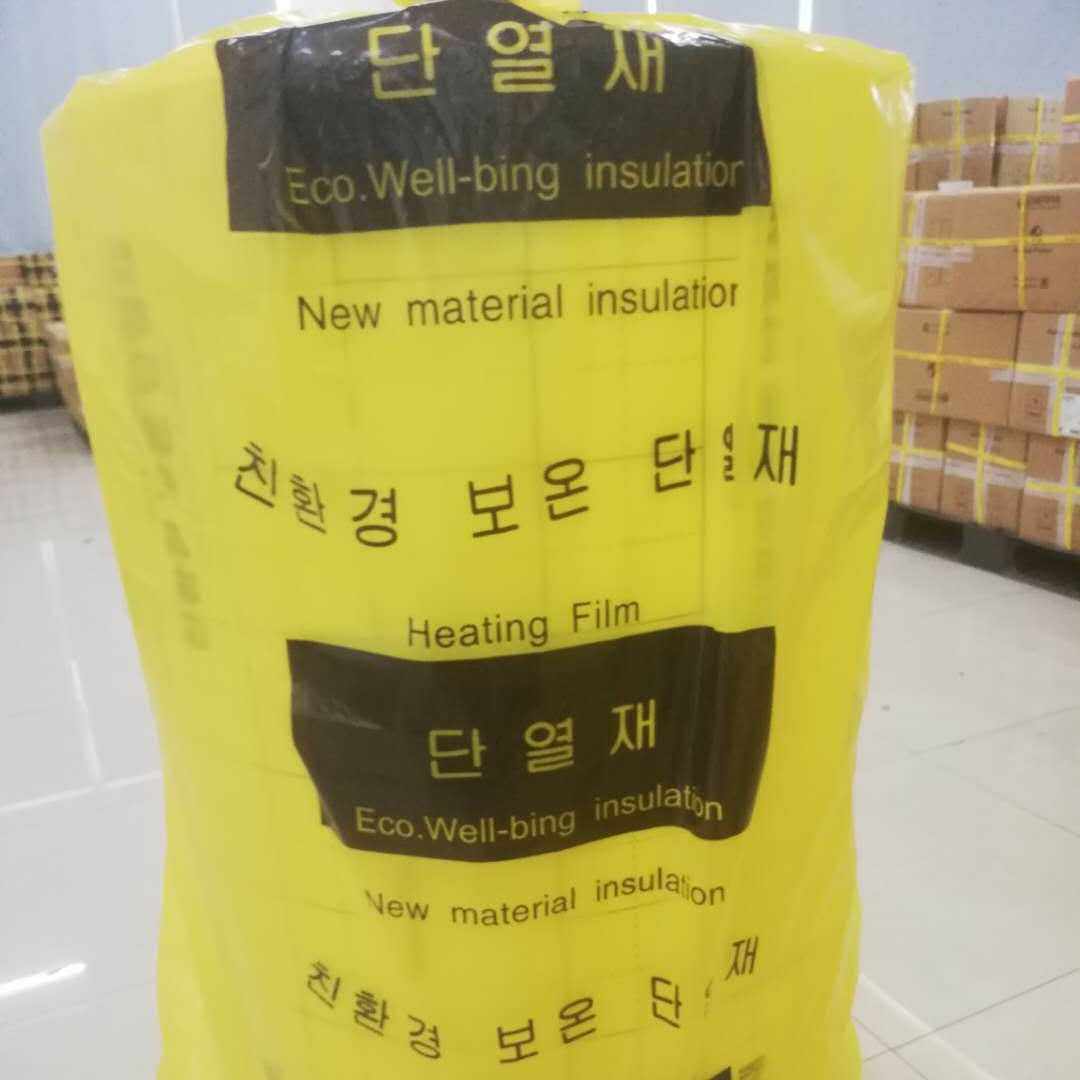 단열재
Eco.Well-bing insulation
New material insulation
친환경 보온 단열재
Heating Film
단열재
Eco.Well-bing insulation
New material insulation
친환경 보온 단 재